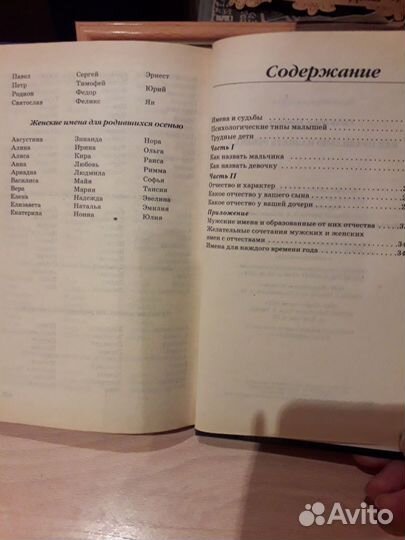 Павел Сергей Эрнест
Петр Тимофей Юрий
Родион Федор Ян
Святослав Феликс
Женские имена для родившихся осенью
Августина Зинаида Нора
Алина Ирина Ольга
Алиса Кира Раиса
Анна Любовь Римма
Ариадна Людмила Софья
Василиса Майя Таисия
Вера Мария Эвелина
Елена Надежда Эмилия
Елизавета Наталья Юлия
Екатерина Нонна
Содержание
Имена и судьбы
Психологические типы малышей
Трудные дети
Часть I
Как назвать мальчика
Как назвать девочку
Часть II
Отчество и характер
Какое отчество у вашего сына
Какое отчество у вашей дочери
Приложение
Мужские имена и образованные от них отчества
Желательные сочетания мужских и женских
имен с отчествами 34
Имена для каждого времени года 34
Avito